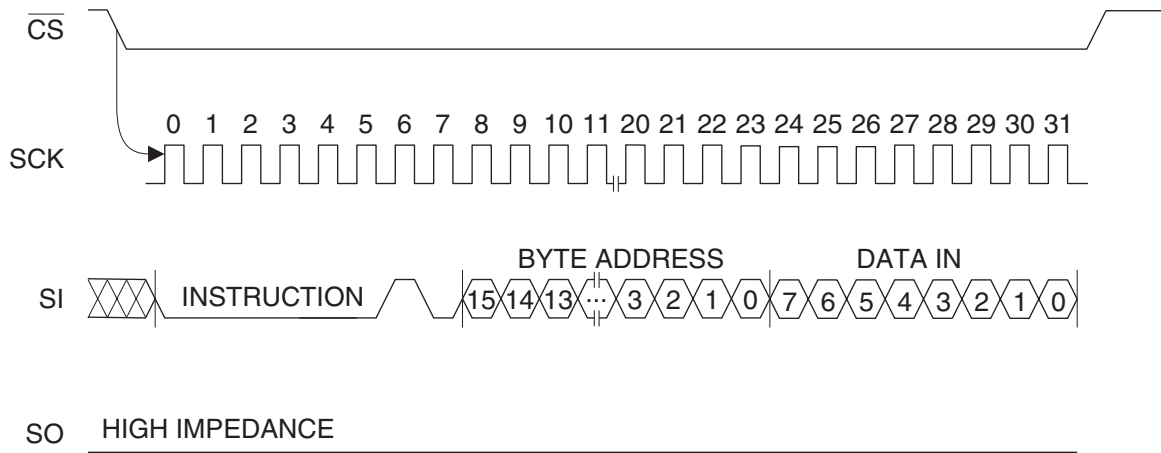 CS
0 1 2 3 4 5 6 7 8 9 10 11 20 21 22 23 24 25 26 27 28 29 30 31
SCK
BYTE ADDRESS DATA IN
SI INSTRUCTION 15 14 13 ... 3 2 1 0 7 6 5 4 3 2 1 0
SO HIGH IMPEDANCE